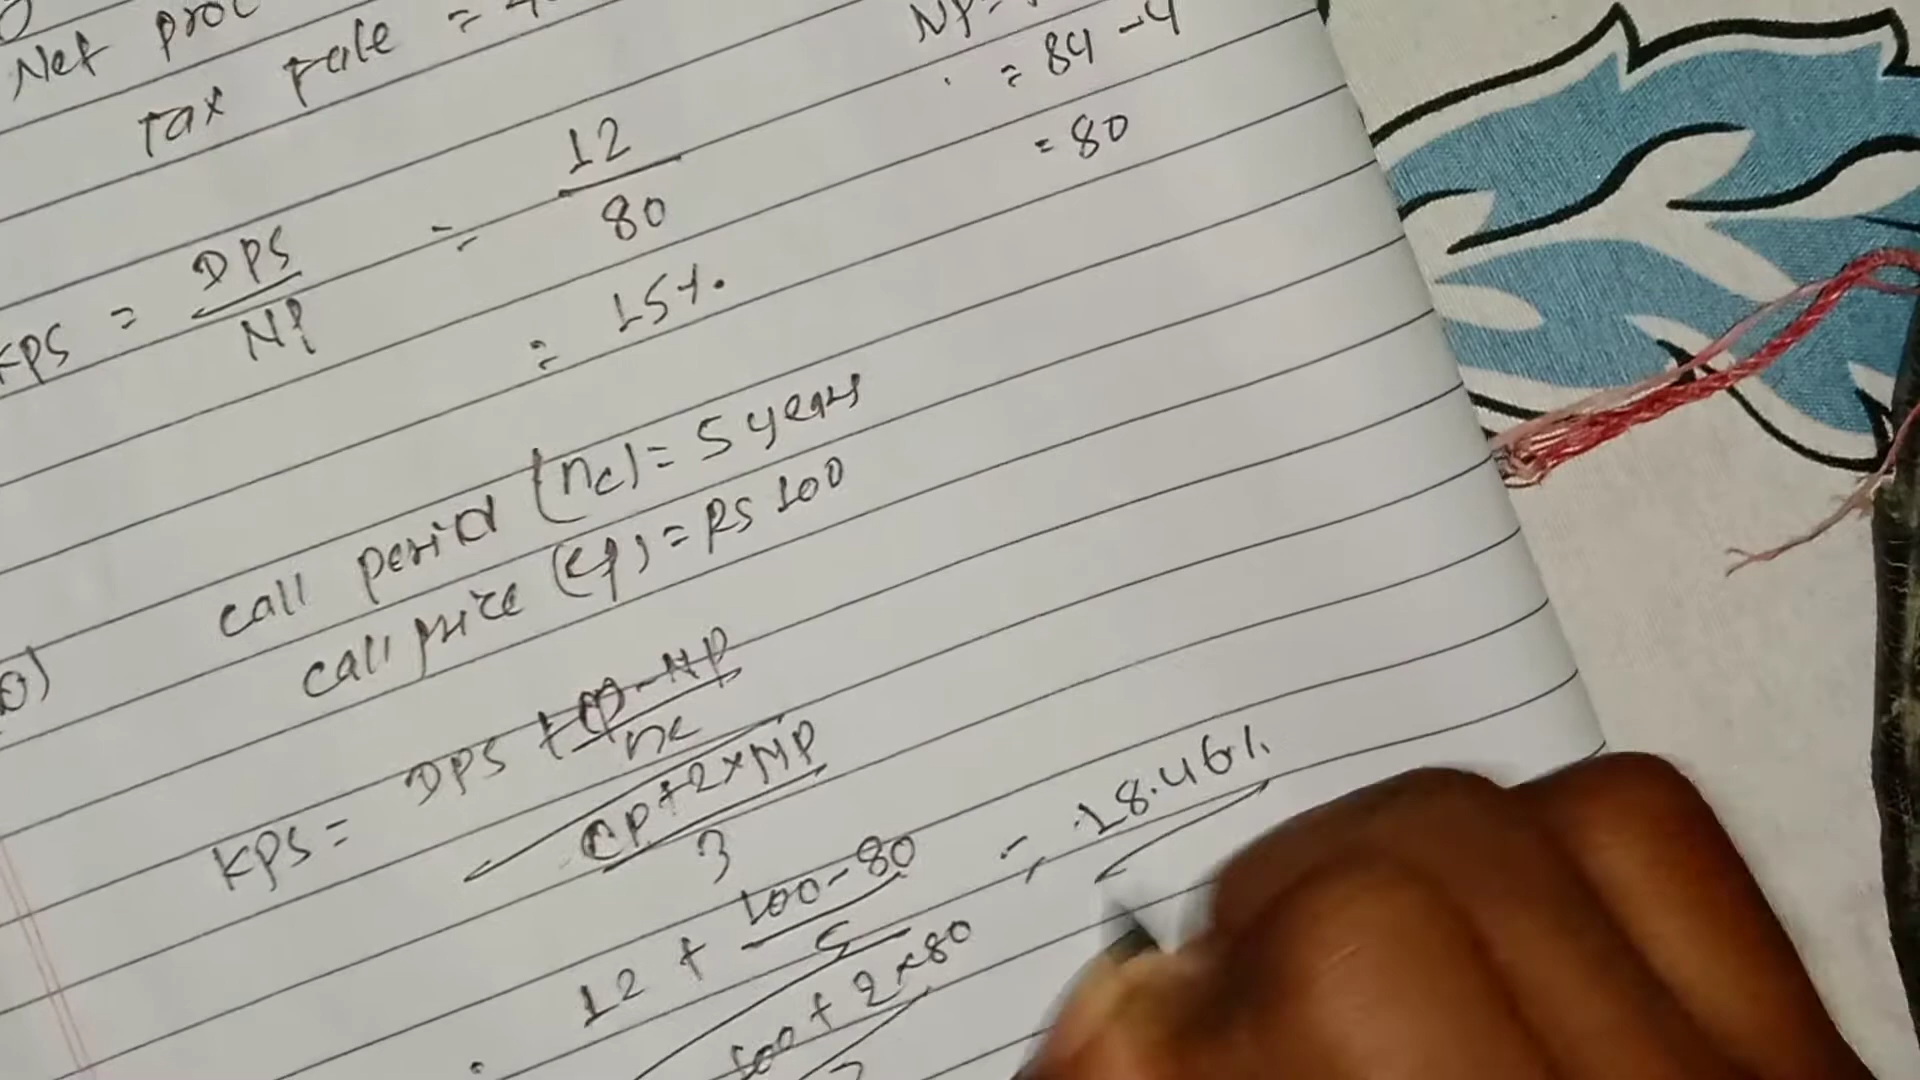 Net
tax rate =
NP =
= 84 - 4
= 80
KPS = DPS / NP = 12 / 80
= 15%.
call period (nc) = 5 years
call price (CP) = RS 100
KPS = DPS + CP - NP / nc
CP + 2 × NP / 3
12 + 100 - 80 / 5 = 18.46%.
100 + 2 × 80